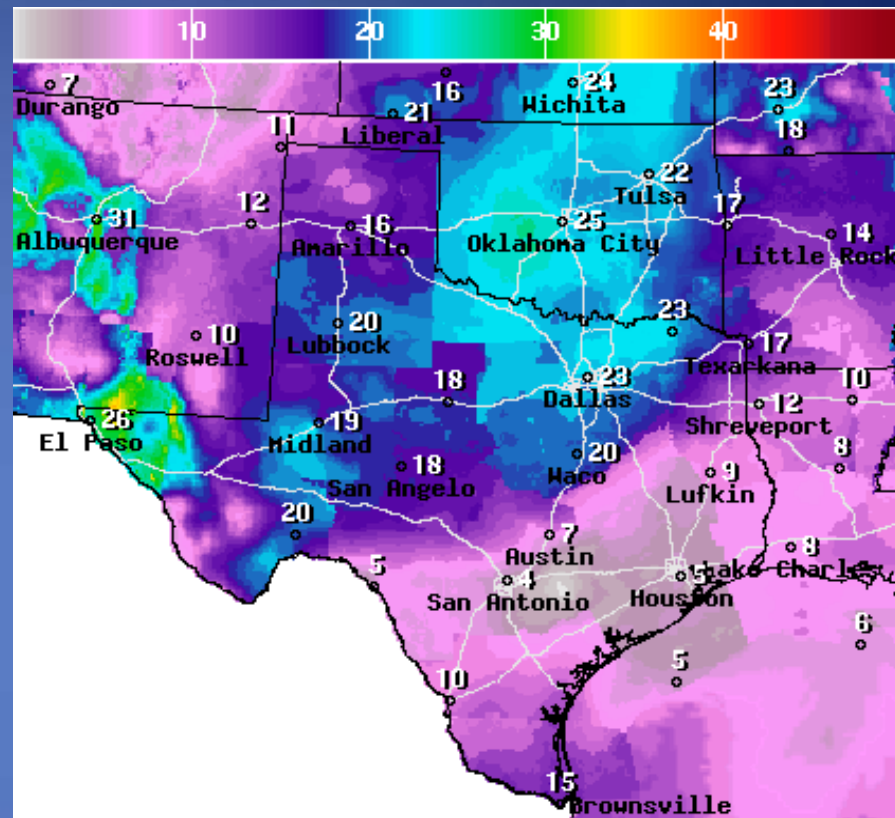 10 20 30 40
7
Durango
16
21
Liberal
24
Wichita
23
18
11
12
31
Albuquerque
16
Amarillo
25
Oklahoma City
22
Tulsa
17
14
Little Rock
10
Roswell
20
Lubbock
23
17
Texarkana
18
23
Dallas
12
Shreveport
10
26
El Paso
19
Midland
18
San Angelo
20
Waco
9
Lufkin
8
20
7
Austin
8
Lake Charles
5
4
San Antonio
5
Houston
6
5
10
15
Brownsville